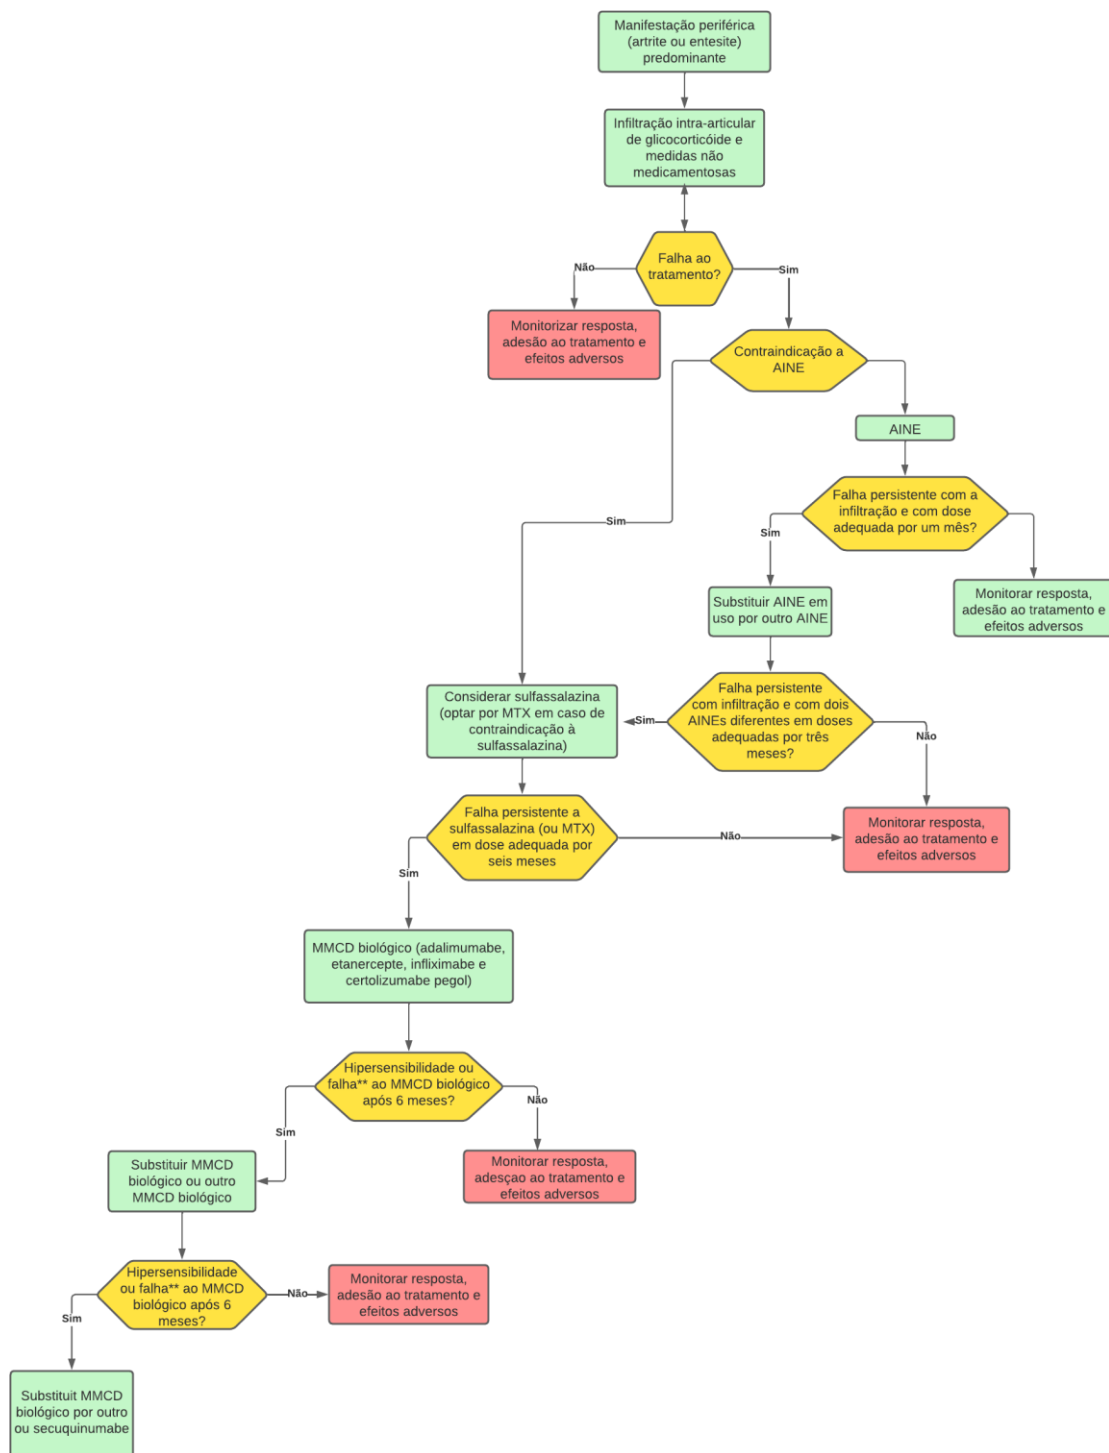 Manifestação periférica
(artrite ou entesite)
predominante
Infiltração intra-articular
de glicocorticóide e
medidas não
medicamentosas
Falha ao
tratamento?
Não
Sim
Monitorizar resposta,
adesão ao tratamento e
efeitos adversos
Contraindicação a
AINE
AINE
Falha persistente com a
infiltração e com dose
adequada por um mês?
Sim
Sim
Substituir AINE em
uso por outro AINE
Monitorar resposta,
adesão ao tratamento e
efeitos adversos
Considerar sulfassalazina
(optar por MTX em caso de
contraindicação à
sulfassalazina)
Sim
Falha persistente
com infiltração e com dois
AINEs diferentes em doses
adequadas por três
meses?
Não
Falha persistente a
sulfassalazina (ou MTX)
em dose adequada por
seis meses
Não
Monitorar resposta,
adesão ao tratamento e
efeitos adversos
Sim
MMCD biológico (adalimumabe,
etanercepte, infliximabe e
certolizumabe pegol)
Hipersensibilidade ou
falha** ao MMCD biológico
após 6 meses?
Não
Sim
Monitorar resposta,
adesçao ao tratamento e
efeitos adversos
Substituir MMCD
biológico ou outro
MMCD biológico
Hipersensibilidade
ou falha** ao MMCD
biológico após 6
meses?
Não
Monitorar resposta,
adesão ao tratamento e
efeitos adversos
Sim
Substituit MMCD
biológico por outro
ou secuquinumabe